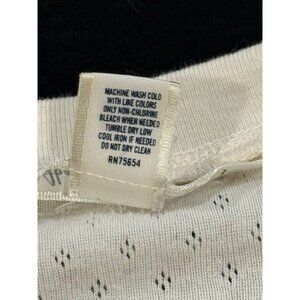 MACHINE WASH COLD
WITH LIKE COLORS
ONLY NON-CHLORINE
BLEACH WHEN NEEDED
TUMBLE DRY LOW
COOL IRON IF NEEDED
DO NOT DRY CLEAN
RN75654